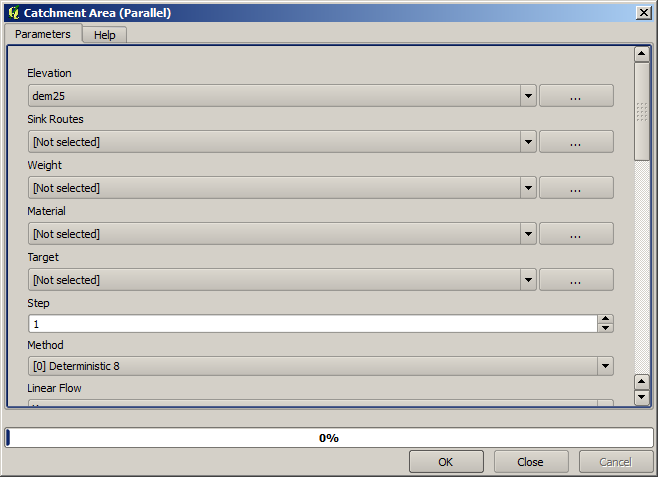 Catchment Area (Parallel)
Parameters
Help
Elevation
dem25
...
Sink Routes
[Not selected]
...
Weight
[Not selected]
...
Material
[Not selected]
...
Target
[Not selected]
...
Step
1
Method
[0] Deterministic 8
Linear Flow
0%
OK
Close
Cancel